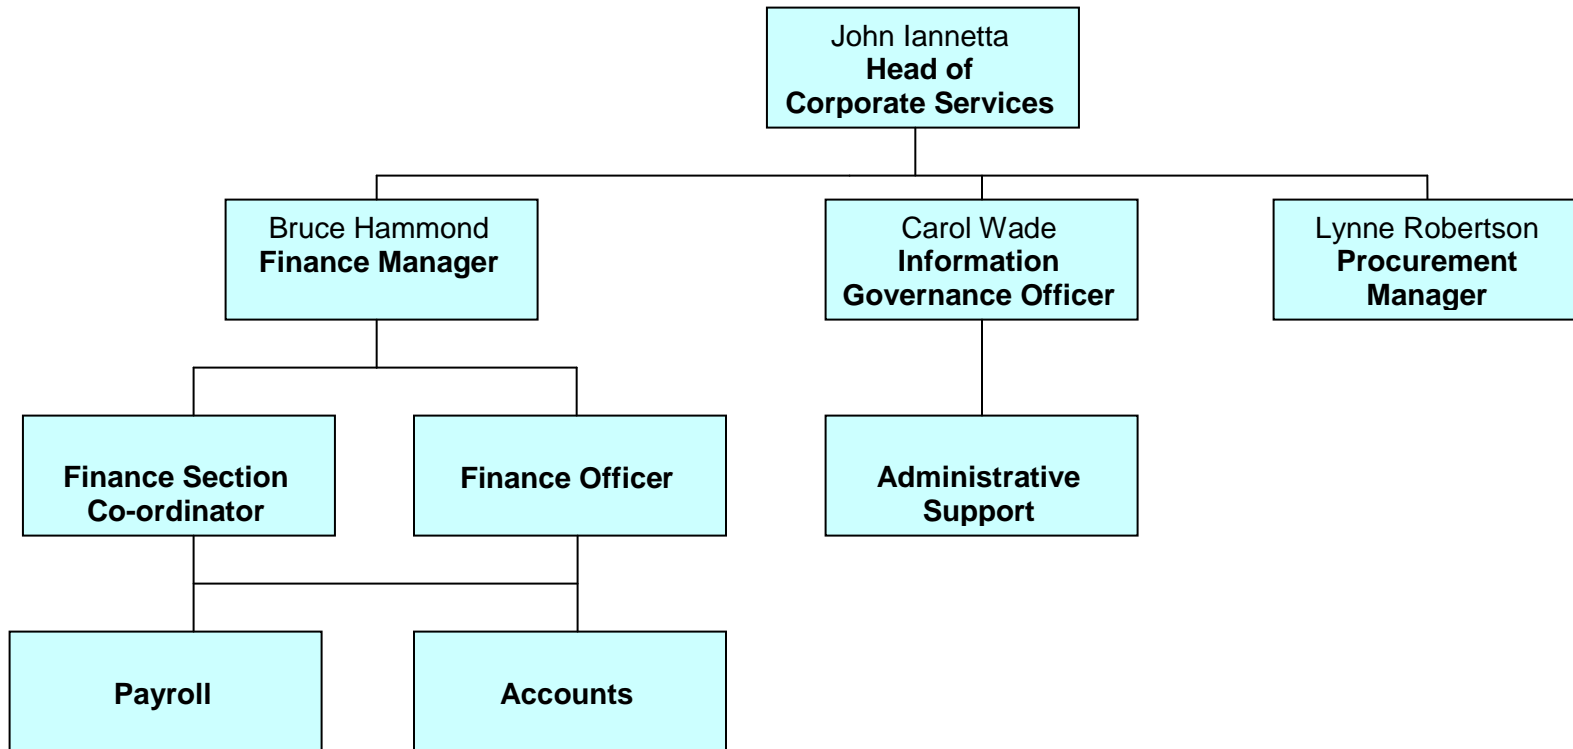 John Iannetta
Head of
Corporate Services
Bruce Hammond
Finance Manager
Carol Wade
Information
Governance Officer
Lynne Robertson
Procurement
Manager
Finance Section
Co-ordinator
Finance Officer
Administrative
Support
Payroll
Accounts